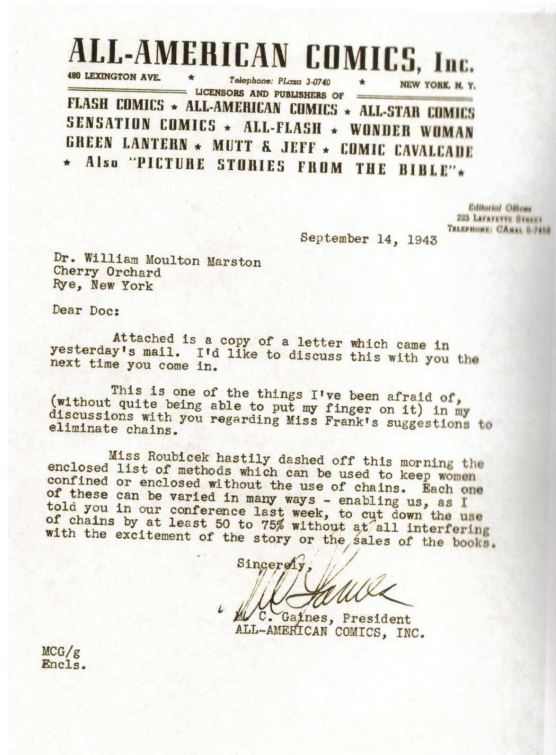 ALL-AMERICAN COMICS, Inc.
480 LEXINGTON AVE. ★ Telephone: PLaza 3-0740 ★ NEW YORK, N. Y.
LICENSORS AND PUBLISHERS OF
FLASH COMICS ★ ALL-AMERICAN COMICS ★ ALL-STAR COMICS
SENSATION COMICS ★ ALL-FLASH ★ WONDER WOMAN
GREEN LANTERN ★ MUTT & JEFF ★ COMIC CAVALCADE
★ Also "PICTURE STORIES FROM THE BIBLE" ★
Editorial Offices
225 LAFAYETTE STREET
TELEPHONE: CANAL 6-7458
September 14, 1943
Dr. William Moulton Marston
Cherry Orchard
Rye, New York
Dear Doc:
Attached is a copy of a letter which came in
yesterday's mail. I'd like to discuss this with you the
next time you come in.
This is one of the things I've been afraid of,
(without quite being able to put my finger on it) in my
discussions with you regarding Miss Frank's suggestions to
eliminate chains.
Miss Roubicek hastily dashed off this morning the
enclosed list of methods which can be used to keep women
confined or enclosed without the use of chains. Each one
of these can be varied in many ways - enabling us, as I
told you in our conference last week, to cut down the use
of chains by at least 50 to 75% without at all interfering
with the excitement of the story or the sales of the books.
Sincerely,
M C Gaines
M. C. Gaines, President
ALL-AMERICAN COMICS, INC.
MCG/g
Encls.